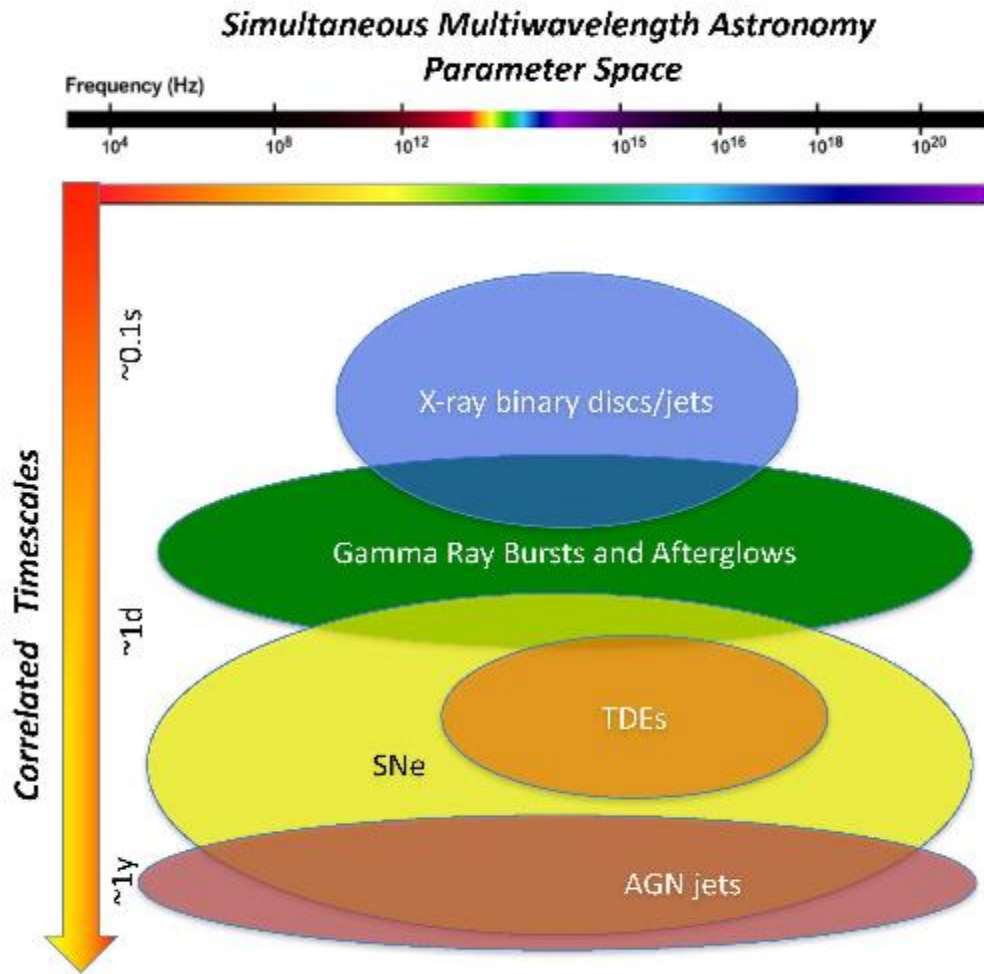 Simultaneous Multiwavelength Astronomy
Parameter Space
Frequency (Hz)
10⁴ 10⁸ 10¹² 10¹⁵ 10¹⁶ 10¹⁸ 10²⁰
Correlated Timescales
~0.1s
~1d
~1y
X-ray binary discs/jets
Gamma Ray Bursts and Afterglows
TDEs
SNe
AGN jets